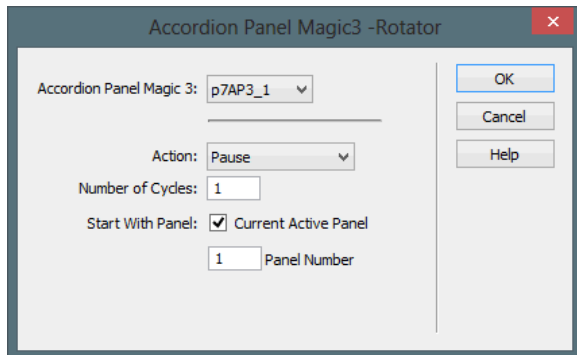 Accordion Panel Magic3 -Rotator
Accordion Panel Magic 3: p7AP3_1
OK
Cancel
Action: Pause
Help
Number of Cycles: 1
Start With Panel: Current Active Panel
1 Panel Number